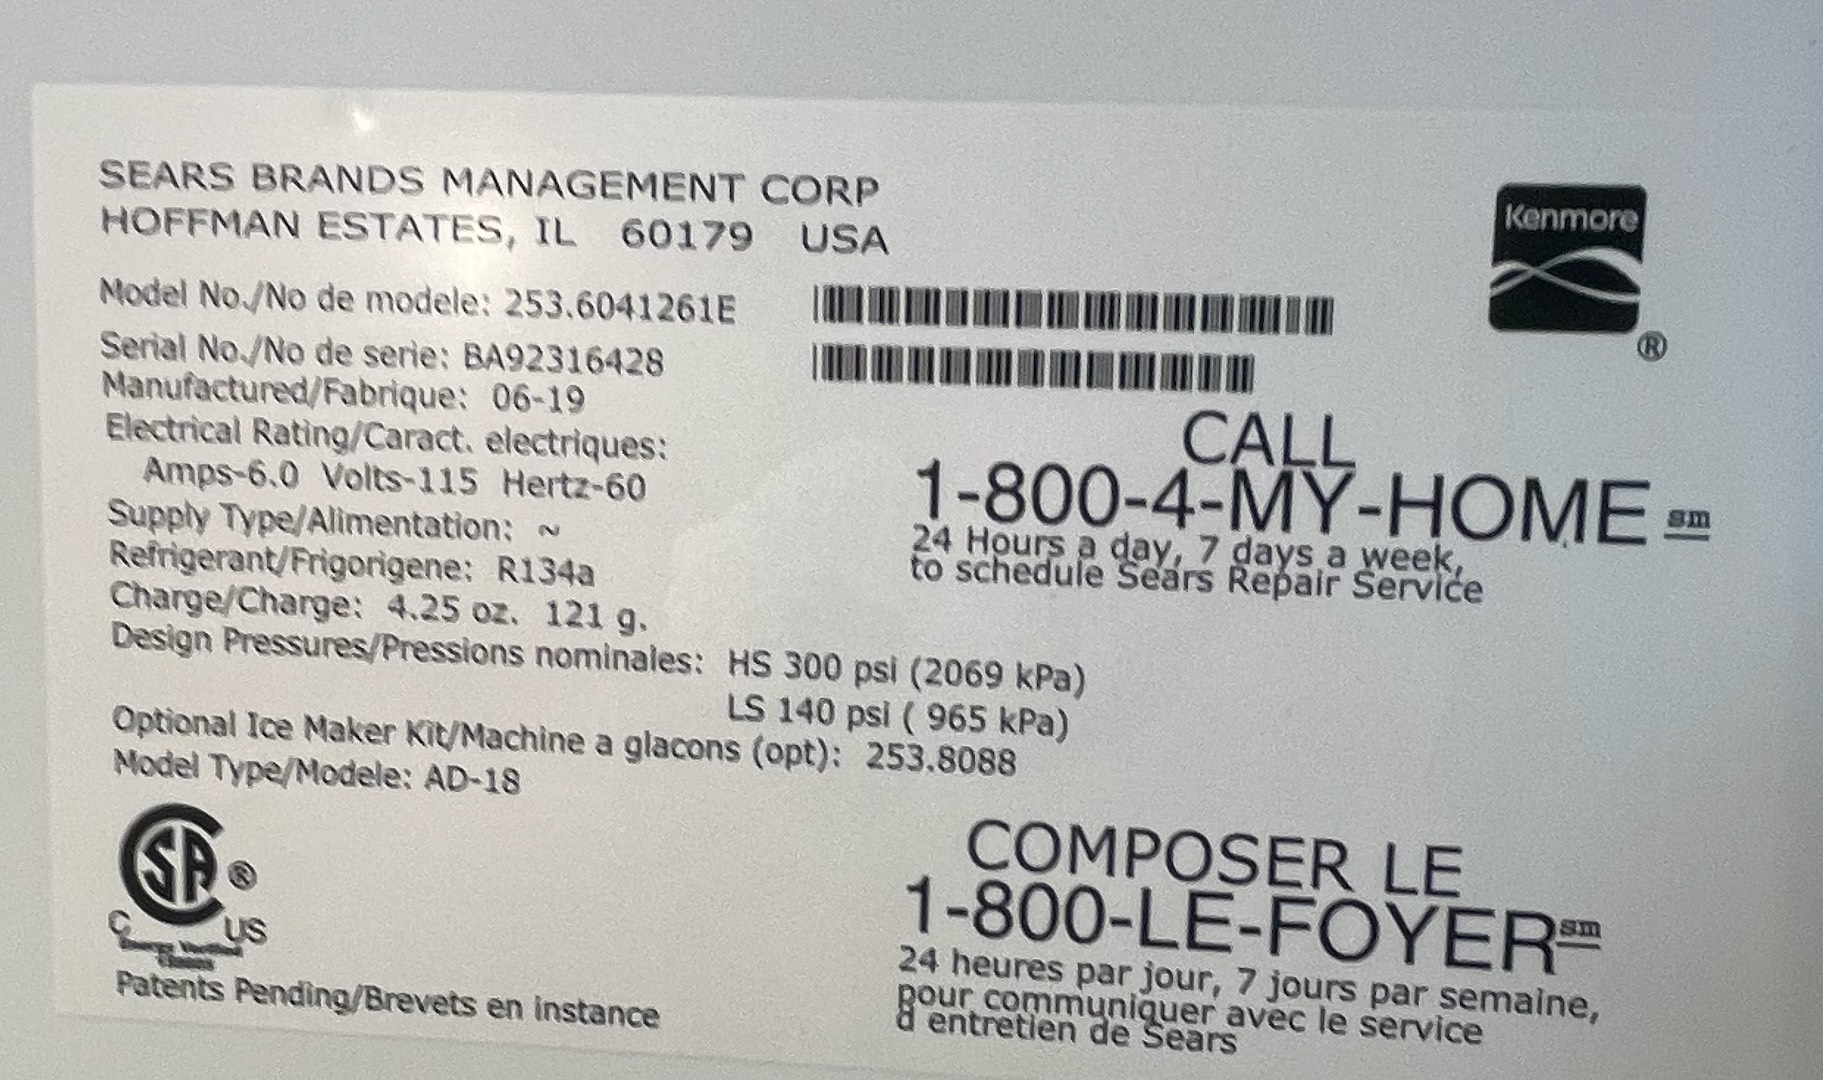 SEARS BRANDS MANAGEMENT CORP
HOFFMAN ESTATES, IL 60179 USA
Kenmore
®
Model No./No de modele: 253.6041261E
Serial No./No de serie: BA92316428
Manufactured/Fabrique: 06-19
Electrical Rating/Caract. electriques:
Amps-6.0 Volts-115 Hertz-60
Supply Type/Alimentation: ~
Refrigerant/Frigorigene: R134a
Charge/Charge: 4.25 oz. 121 g.
Design Pressures/Pressions nominales: HS 300 psi (2069 kPa)
LS 140 psi ( 965 kPa)
Optional Ice Maker Kit/Machine a glacons (opt): 253.8088
Model Type/Modele: AD-18
CALL
1-800-4-MY-HOME sm
24 Hours a day, 7 days a week,
to schedule Sears Repair Service
CSA ®
C US
Energy Verified
Patents Pending/Brevets en instance
COMPOSER LE
1-800-LE-FOYER sm
24 heures par jour, 7 jours par semaine,
pour communiquer avec le service
d entretien de Sears